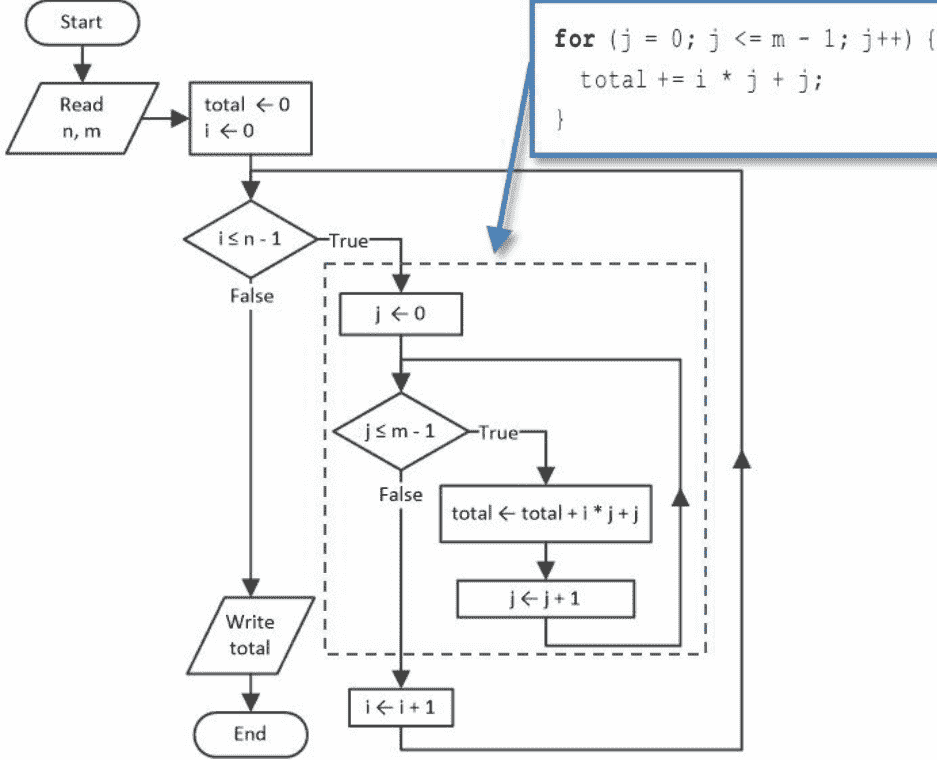 Start
Read
n, m
total ← 0
i ← 0
for (j = 0; j <= m - 1; j++) {
total += i * j + j;
}
i ≤ n - 1
True
False
j ← 0
j ≤ m - 1
True
False
total ← total + i * j + j
j ← j + 1
Write
total
i ← i + 1
End